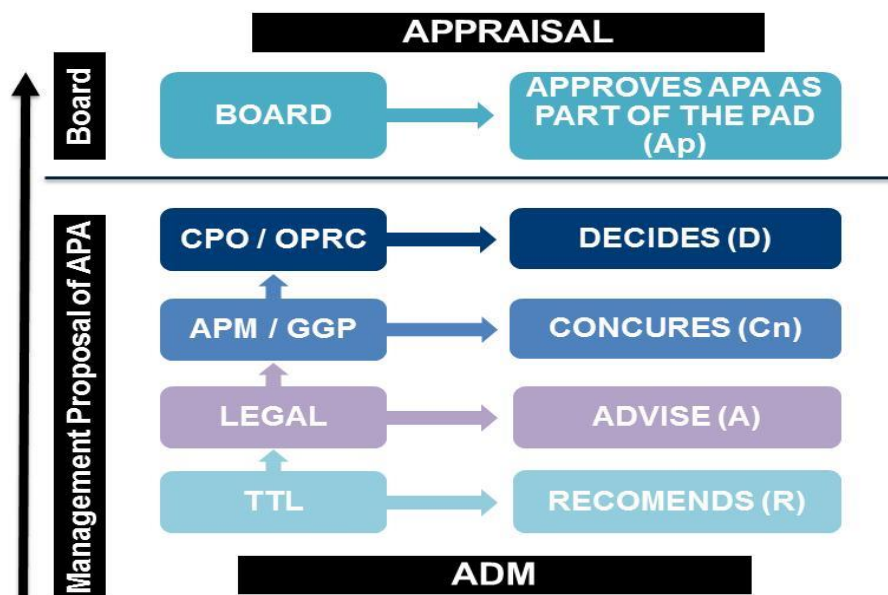 APPRAISAL
Board
BOARD
APPROVES APA AS
PART OF THE PAD
(Ap)
Management Proposal of APA
CPO / OPRC
DECIDES (D)
APM / GGP
CONCURES (Cn)
LEGAL
ADVISE (A)
TTL
RECOMENDS (R)
ADM